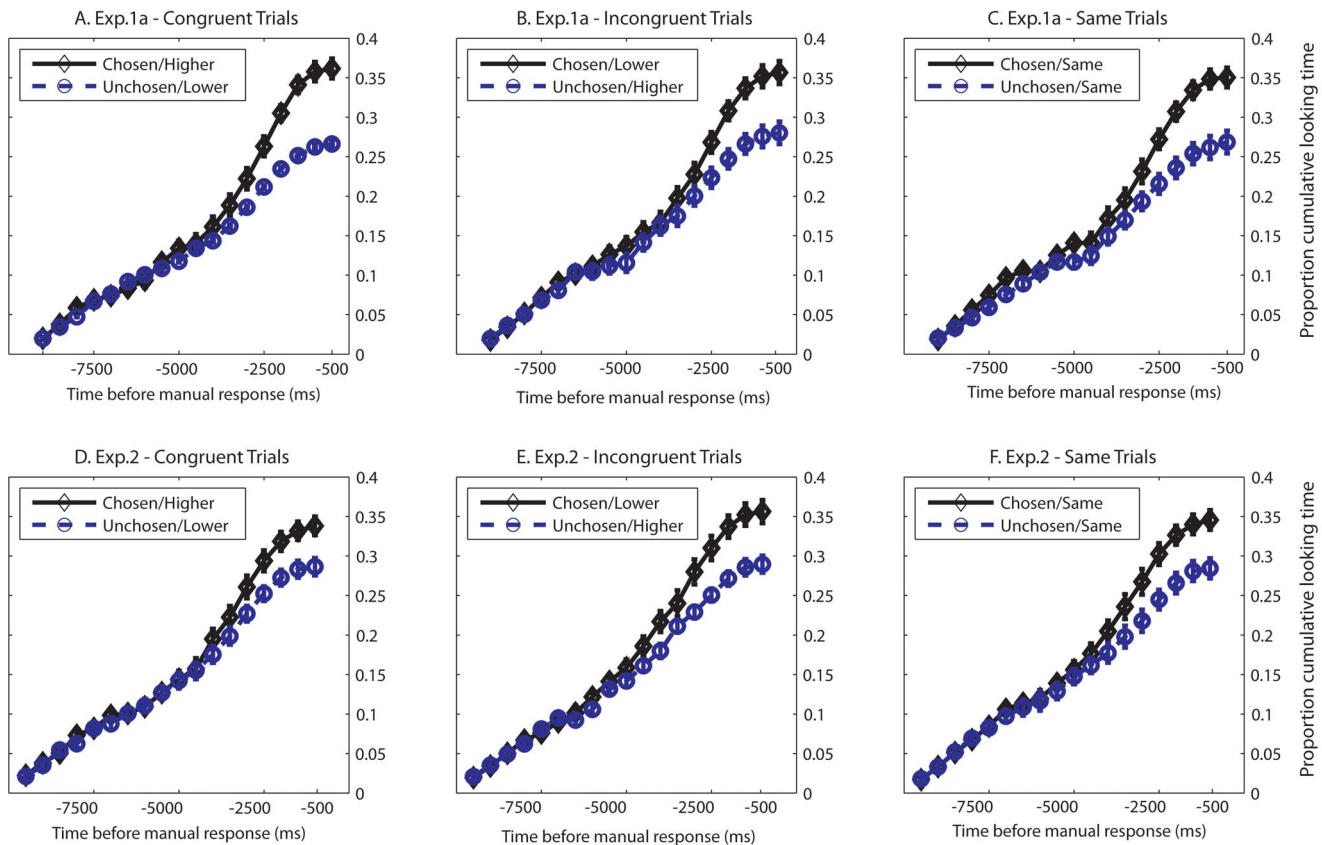 A. Exp.1a - Congruent Trials
Chosen/Higher
Unchosen/Lower
0.4
0.35
0.3
0.25
0.2
0.15
0.1
0.05
0
-7500 -5000 -2500 -500
Time before manual response (ms)
B. Exp.1a - Incongruent Trials
Chosen/Lower
Unchosen/Higher
0.4
0.35
0.3
0.25
0.2
0.15
0.1
0.05
0
-7500 -5000 -2500 -500
Time before manual response (ms)
C. Exp.1a - Same Trials
Chosen/Same
Unchosen/Same
0.4
0.35
0.3
0.25
0.2
0.15
0.1
0.05
0
Proportion cumulative looking time
-7500 -5000 -2500 -500
Time before manual response (ms)
D. Exp.2 - Congruent Trials
Chosen/Higher
Unchosen/Lower
0.4
0.35
0.3
0.25
0.2
0.15
0.1
0.05
0
-7500 -5000 -2500 -500
Time before manual response (ms)
E. Exp.2 - Incongruent Trials
Chosen/Lower
Unchosen/Higher
0.4
0.35
0.3
0.25
0.2
0.15
0.1
0.05
0
-7500 -5000 -2500 -500
Time before manual response (ms)
F. Exp.2 - Same Trials
Chosen/Same
Unchosen/Same
0.4
0.35
0.3
0.25
0.2
0.15
0.1
0.05
0
Proportion cumulative looking time
-7500 -5000 -2500 -500
Time before manual response (ms)